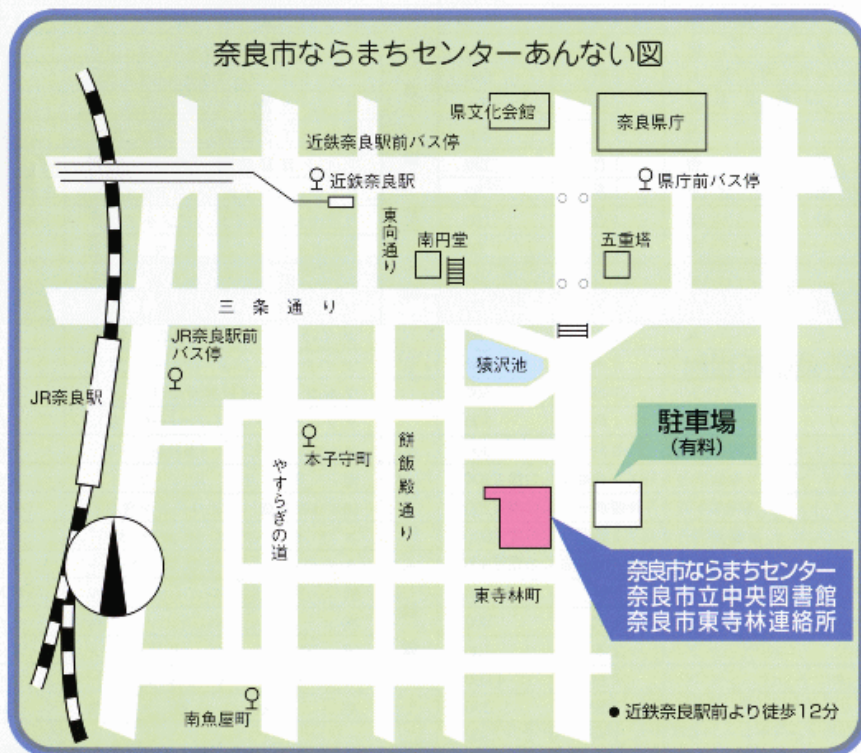 奈良市ならまちセンターあんない図
県文化会館
奈良県庁
近鉄奈良駅前バス停
近鉄奈良駅
県庁前バス停
東向通り
南円堂
五重塔
三条通り
JR奈良駅前
バス停
猿沢池
JR奈良駅
駐車場
(有料)
本子守町
餅飯殿通り
やすらぎの道
奈良市ならまちセンター
奈良市立中央図書館
奈良市東寺林連絡所
東寺林町
南魚屋町
●近鉄奈良駅前より徒歩12分